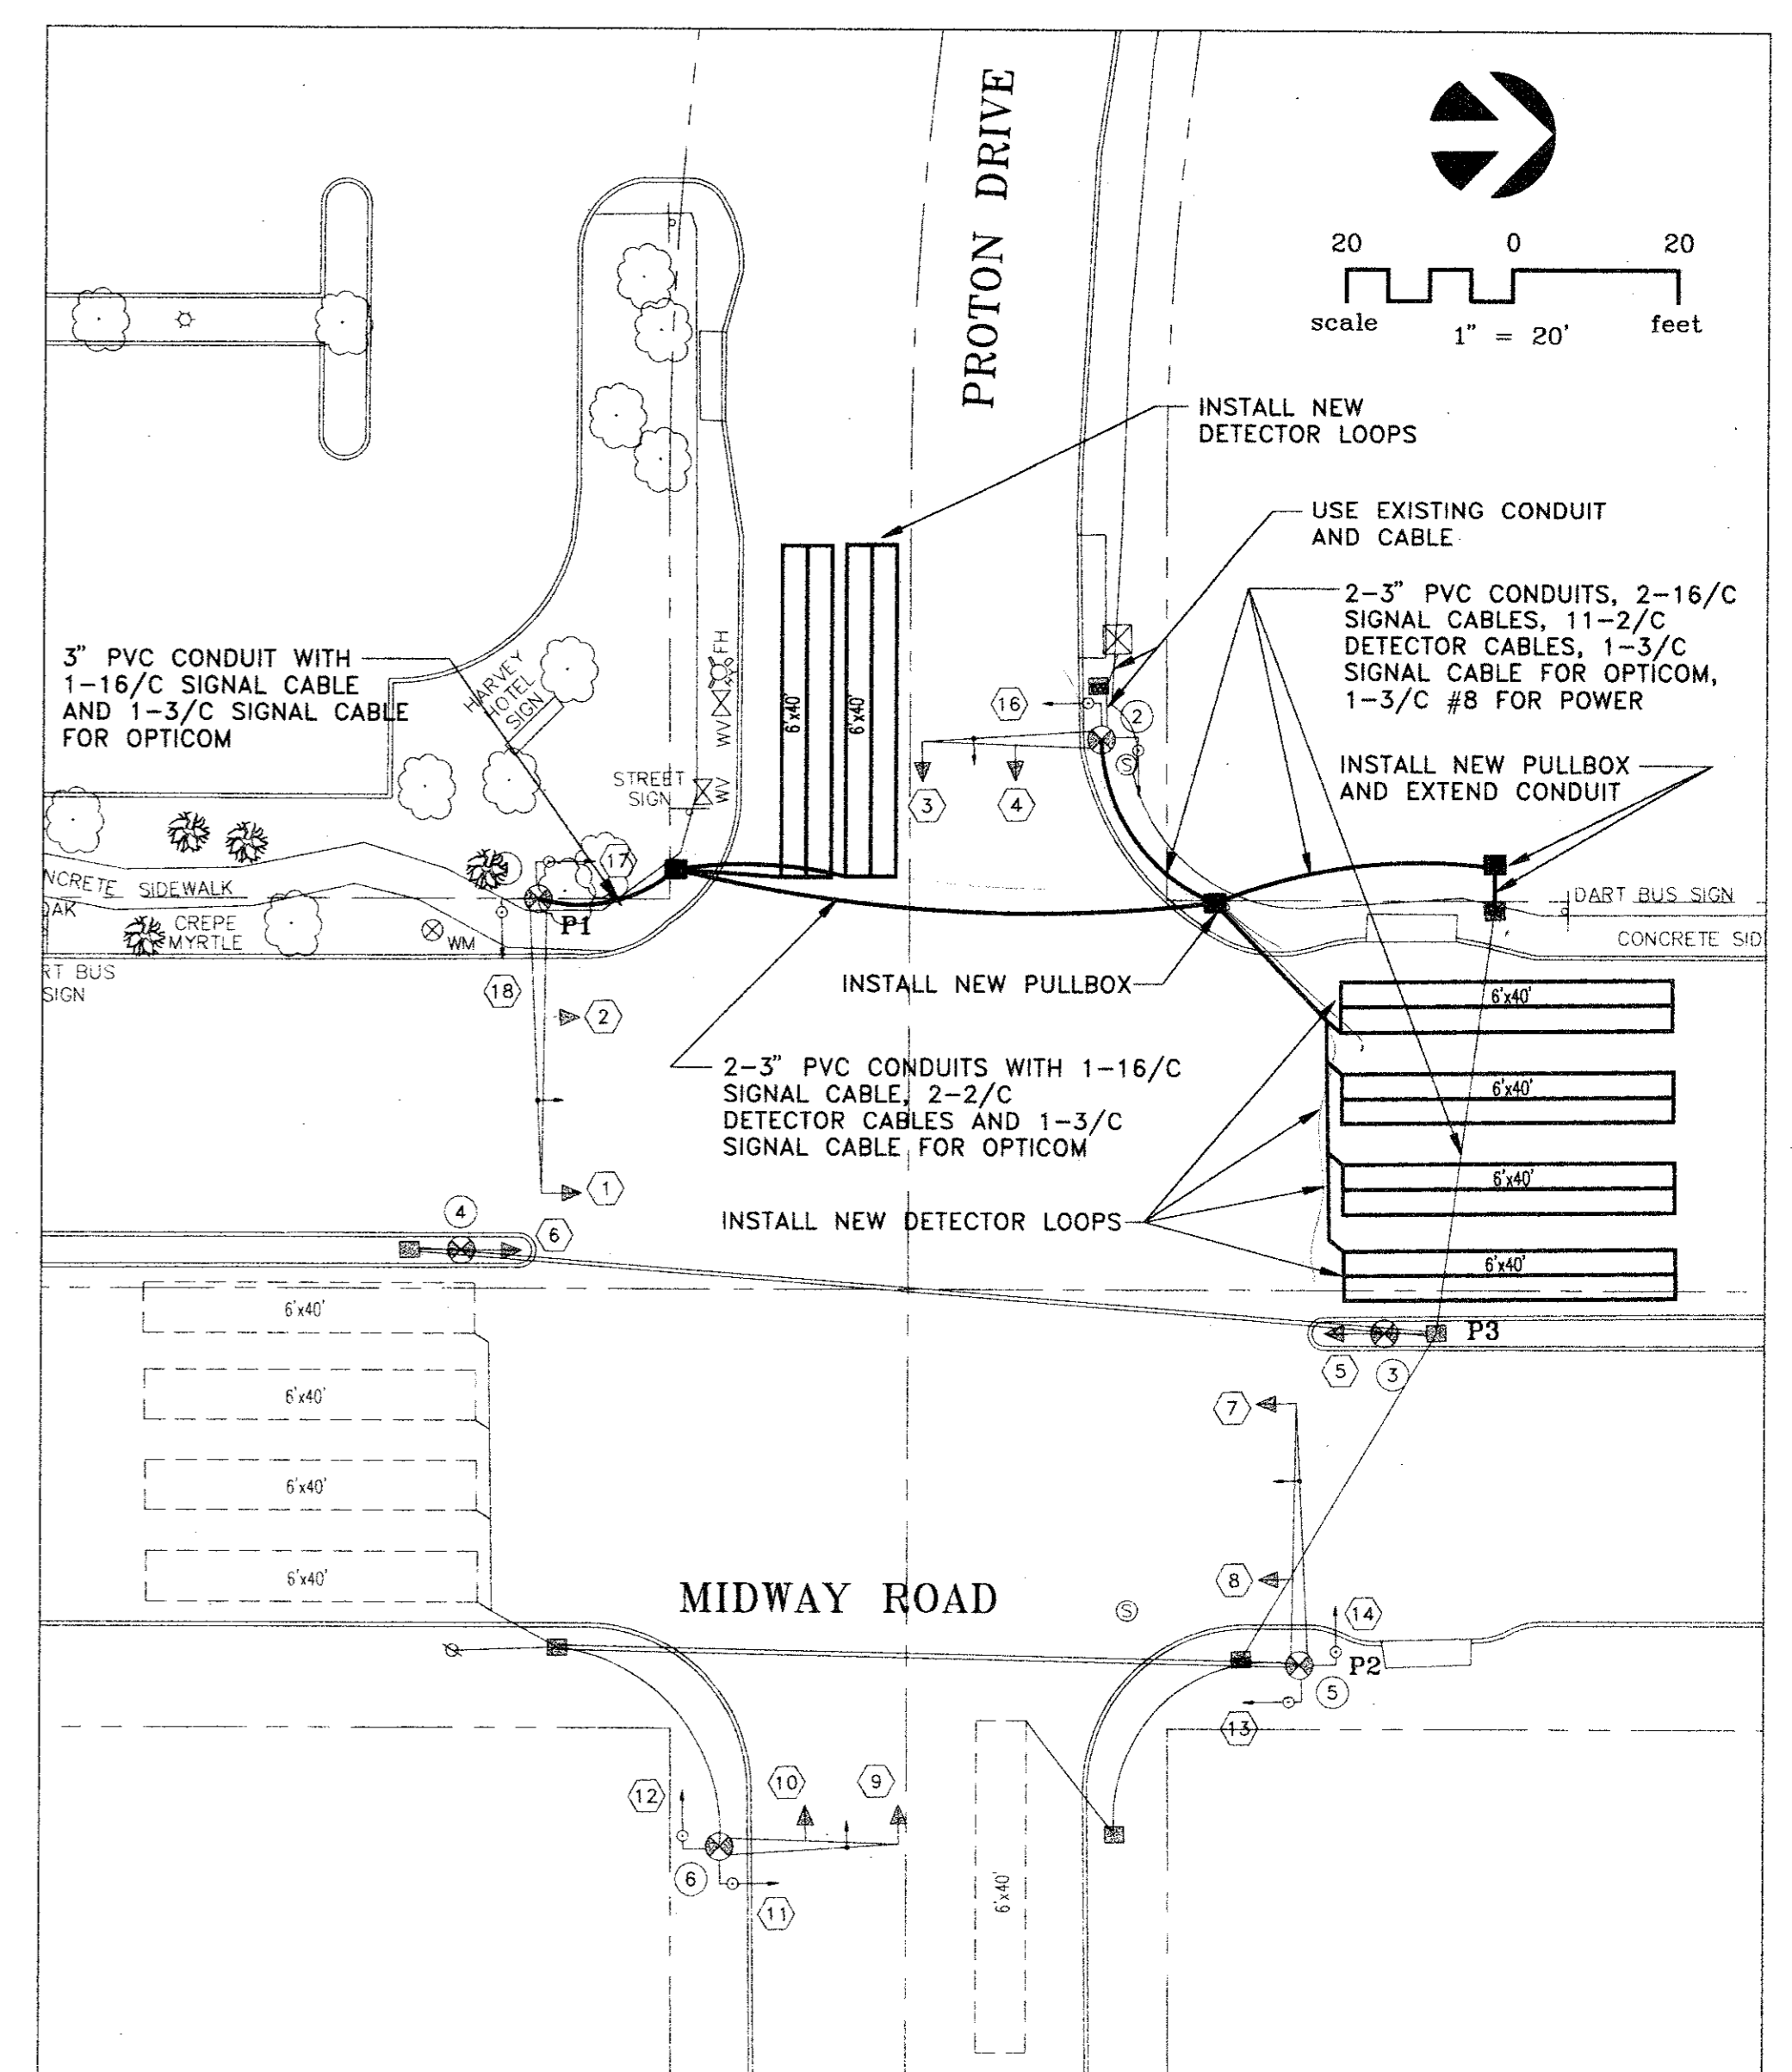 PROTON DRIVE
20 0 20
scale 1" = 20' feet
INSTALL NEW
DETECTOR LOOPS
USE EXISTING CONDUIT
AND CABLE
2-3" PVC CONDUITS, 2-16/C
SIGNAL CABLES, 11-2/C
DETECTOR CABLES, 1-3/C
SIGNAL CABLE FOR OPTICOM,
1-3/C #8 FOR POWER
3" PVC CONDUIT WITH
1-16/C SIGNAL CABLE
AND 1-3/C SIGNAL CABLE
FOR OPTICOM
HARVEY
HOTEL
SIGN
FH
WV
WV
STREET
SIGN
6'x40'
6'x40'
16
2
3
4
INSTALL NEW PULLBOX
AND EXTEND CONDUIT
17
NCRETE SIDEWALK
OAK
CREPE
MYRTLE
WM
P1
S
DART BUS SIGN
CONCRETE SID
RT BUS
SIGN
18
2
1
INSTALL NEW PULLBOX
2-3" PVC CONDUITS WITH 1-16/C
SIGNAL CABLE, 2-2/C
DETECTOR CABLES AND 1-3/C
SIGNAL CABLE FOR OPTICOM
INSTALL NEW DETECTOR LOOPS
6'x40'
6'x40'
6'x40'
6'x40'
4
6
P3
5
3
6'x40'
6'x40'
6'x40'
6'x40'
7
8
MIDWAY ROAD
S
14
P2
5
13
12
10
9
6
11
6'x40'